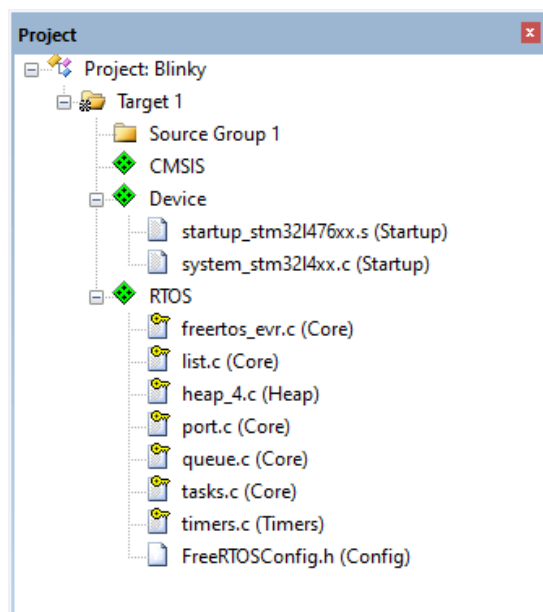 Project
Project: Blinky
Target 1
Source Group 1
CMSIS
Device
startup_stm32l476xx.s (Startup)
system_stm32l4xx.c (Startup)
RTOS
freertos_evr.c (Core)
list.c (Core)
heap_4.c (Heap)
port.c (Core)
queue.c (Core)
tasks.c (Core)
timers.c (Timers)
FreeRTOSConfig.h (Config)